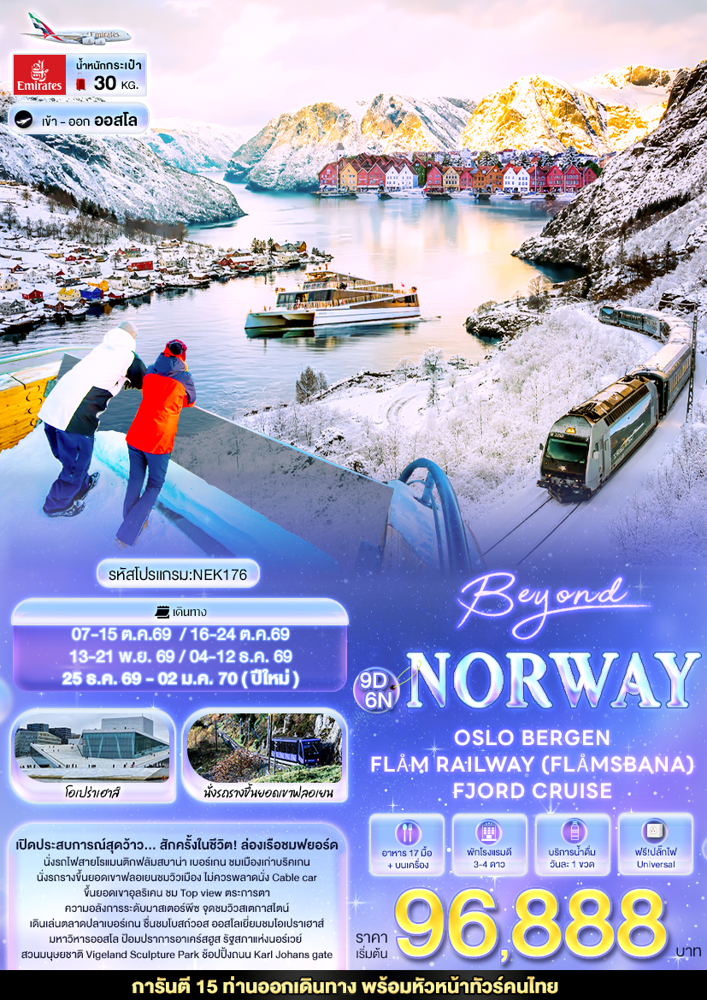 Emirates
Emirates
น้ำหนักกระเป๋า
30 KG.
เข้า - ออก ออสโล
รหัสโปรแกรม:NEK176
เดินทาง
07-15 ต.ค.69 / 16-24 ต.ค.69
13-21 พ.ย. 69 / 04-12 ธ.ค. 69
25 ธ.ค. 69 - 02 ม.ค. 70 ( ปีใหม่ )
โอเปร่าเฮาส์
นั่งรถรางขึ้นยอดเขาฟลอเยน
Beyond
9D
6N
NORWAY
OSLO BERGEN
FLÅM RAILWAY (FLÅMSBANA)
FJORD CRUISE
อาหาร 17 มื้อ
+ บนเครื่อง
พักโรงแรมดี
3-4 ดาว
บริการน้ำดื่ม
วันละ 1 ขวด
ฟรี!ปลั๊กไฟ
Universal
เปิดประสบการณ์สุดว้าว... สักครั้งในชีวิต! ล่องเรือชมฟยอร์ด
นั่งรถไฟสายโรแมนติกฟลัมสบาน่า เบอร์เกน ชมเมืองเก่าบริคเกน
นั่งรถรางขึ้นยอดเขาฟลอเยนชมวิวเมือง ไม่ควรพลาดนั่ง Cable car
ขึ้นยอดเขาอุลริเคน ชม Top view ตระการตา
ความอลังการระดับมาสเตอร์พีซ จุดชมวิวสเตกาสไตน์
เดินเล่นตลาดปลาเบอร์เกน ชื่นชมโบสถ์วอส ออสโลเยี่ยมชมโอเปราเฮาส์
มหาวิหารออสโล ป้อมปราการอาเคร์สฮูส รัฐสภาแห่งนอร์เวย์
สวนมนุษยชาติ Vigeland Sculpture Park ช้อปปิ้งถนน Karl Johans gate
ราคา
เริ่มต้น
96,888
บาท
การันตี 15 ท่านออกเดินทาง พร้อมหัวหน้าทัวร์คนไทย